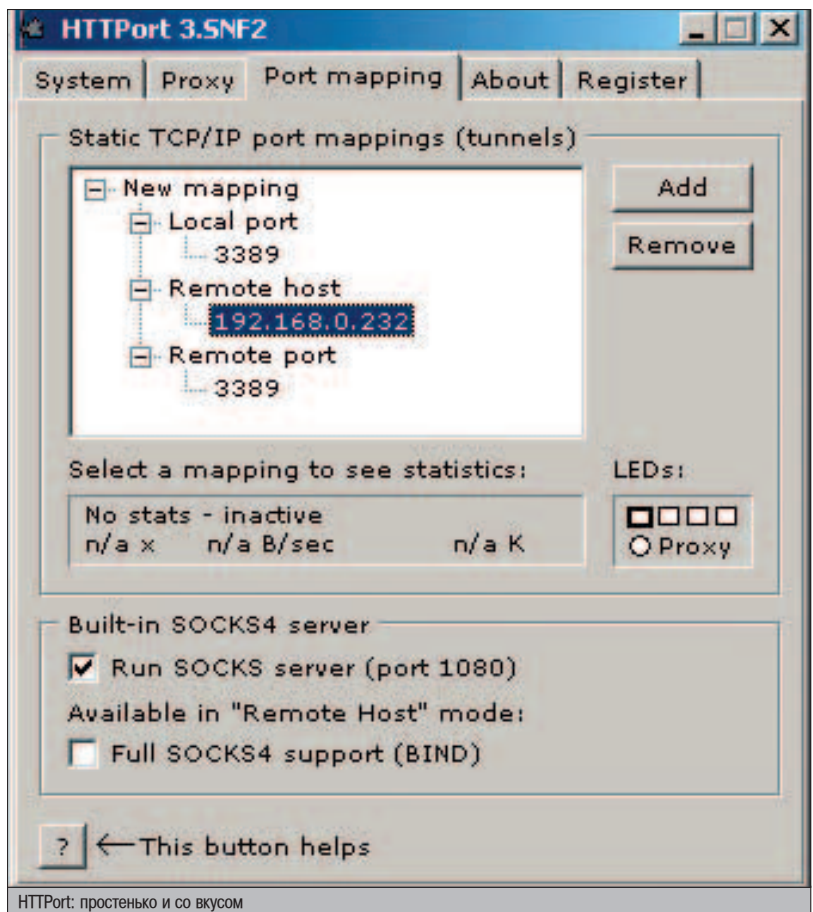 HTTPort 3.SNF2
System Proxy Port mapping About Register
Static TCP/IP port mappings (tunnels)
New mapping
Local port
3389
Remote host
192.168.0.232
Remote port
3389
Add
Remove
Select a mapping to see statistics:
No stats - inactive
n/a x n/a B/sec n/a K
LEDs:
Proxy
Built-in SOCKS4 server
Run SOCKS server (port 1080)
Available in "Remote Host" mode:
Full SOCKS4 support (BIND)
? ←This button helps
HTTPort: простенько и со вкусом